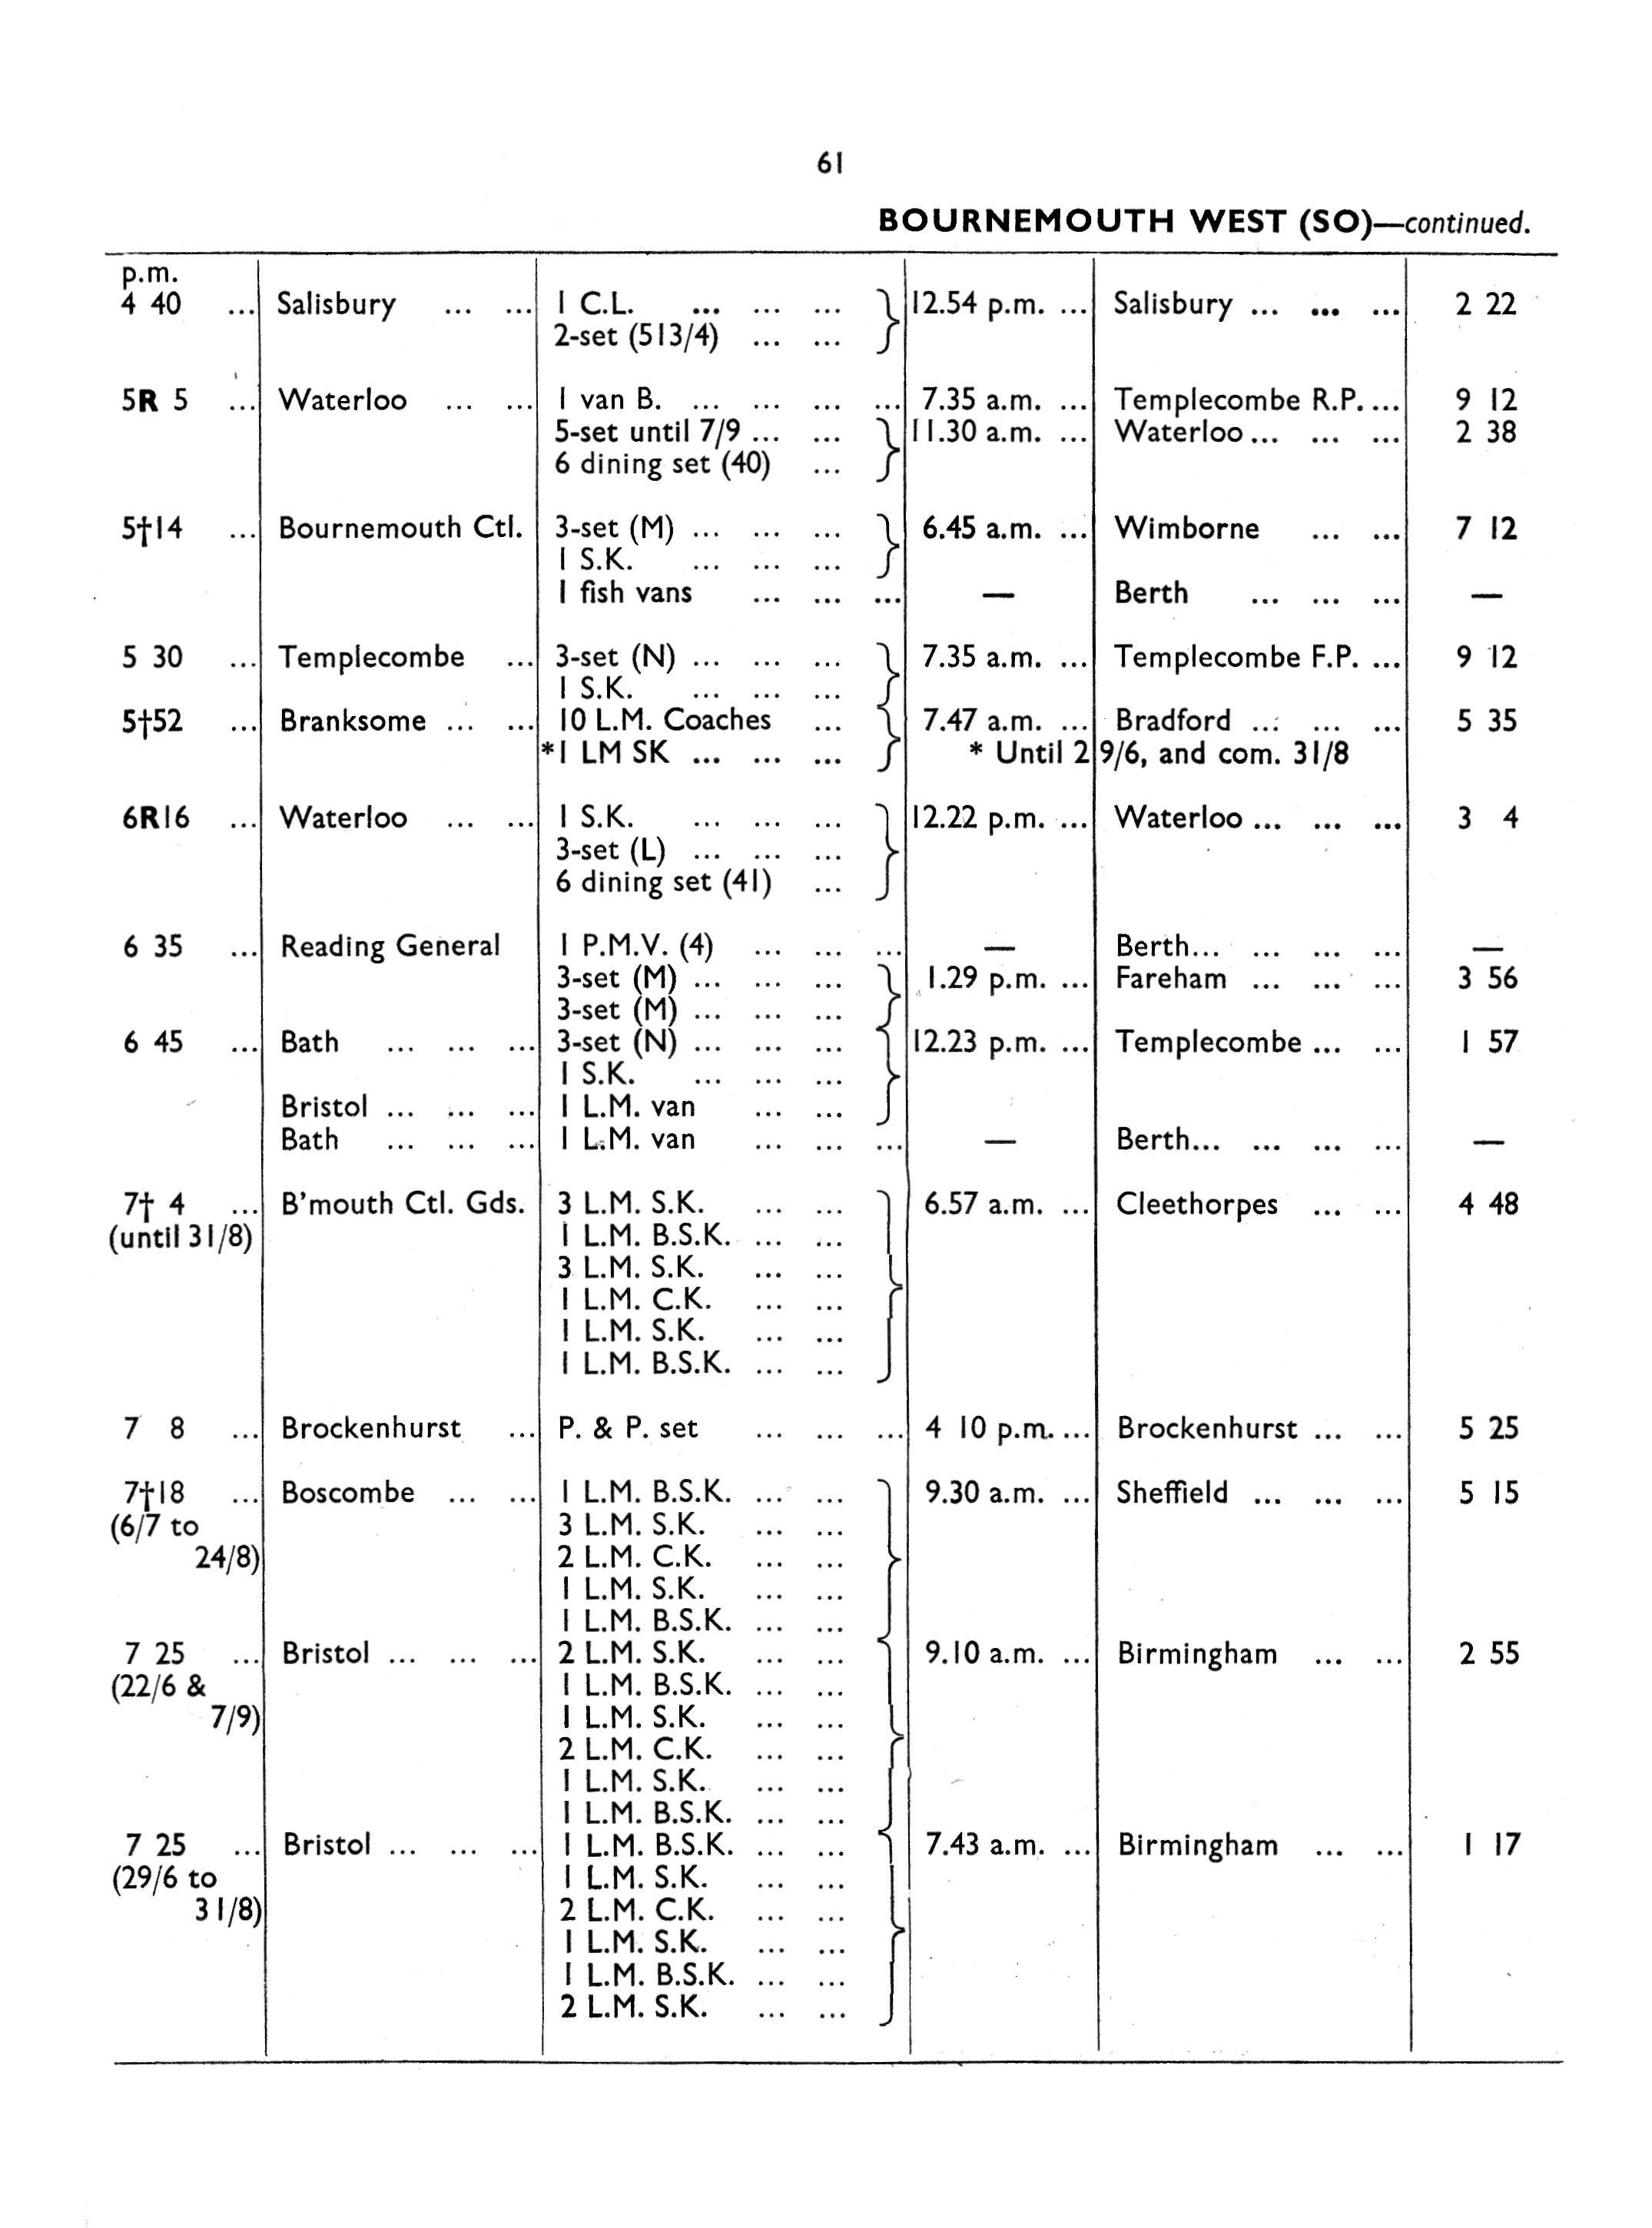 61
BOURNEMOUTH WEST (SO)—continued.
p.m.
4 40 ... Salisbury ... ... 1 C.L. ... ... ... 12.54 p.m. ... Salisbury ... ... ... 2 22
2-set (513/4) ... ...
5R 5 ... Waterloo ... ... 1 van B. ... ... ... ... 7.35 a.m. ... Templecombe R.P. ... 9 12
5-set until 7/9 ... ... 11.30 a.m. ... Waterloo ... ... ... 2 38
6 dining set (40) ...
5†14 ... Bournemouth Ctl. 3-set (M) ... ... ... 6.45 a.m. ... Wimborne ... ... 7 12
1 S.K. ... ... ...
1 fish vans ... ... ... — Berth ... ... ... —
5 30 ... Templecombe ... 3-set (N) ... ... ... 7.35 a.m. ... Templecombe F.P. ... 9 12
1 S.K. ... ... ...
5†52 ... Branksome ... ... 10 L.M. Coaches ... 7.47 a.m. ... Bradford ... ... ... 5 35
*1 LM SK ... ... ... * Until 29/6, and com. 31/8
6R16 ... Waterloo ... ... 1 S.K. ... ... ... 12.22 p.m. ... Waterloo ... ... ... 3 4
3-set (L) ... ... ...
6 dining set (41) ...
6 35 ... Reading General 1 P.M.V. (4) ... ... ... — Berth... ... ... ... —
3-set (M) ... ... ... 1.29 p.m. ... Fareham ... ... ... 3 56
3-set (M) ... ... ...
6 45 ... Bath ... ... ... 3-set (N) ... ... ... 12.23 p.m. ... Templecombe ... ... 1 57
1 S.K. ... ... ...
Bristol ... ... ... 1 L.M. van ... ...
Bath ... ... ... 1 L.M. van ... ... ... — Berth... ... ... ... —
7† 4 ... B'mouth Ctl. Gds. 3 L.M. S.K. ... ... 6.57 a.m. ... Cleethorpes ... ... 4 48
(until 31/8) 1 L.M. B.S.K. ... ...
3 L.M. S.K. ... ...
1 L.M. C.K. ... ...
1 L.M. S.K. ... ...
1 L.M. B.S.K. ... ...
7 8 ... Brockenhurst ... P. & P. set ... ... ... 4 10 p.m. ... Brockenhurst ... ... 5 25
7†18 ... Boscombe ... ... 1 L.M. B.S.K. ... ... 9.30 a.m. ... Sheffield ... ... ... 5 15
(6/7 to 3 L.M. S.K. ... ...
24/8) 2 L.M. C.K. ... ...
1 L.M. S.K. ... ...
1 L.M. B.S.K. ... ...
7 25 ... Bristol ... ... ... 2 L.M. S.K. ... ... 9.10 a.m. ... Birmingham ... ... 2 55
(22/6 & 1 L.M. B.S.K. ... ...
7/9) 1 L.M. S.K. ... ...
2 L.M. C.K. ... ...
1 L.M. S.K. ... ...
1 L.M. B.S.K. ... ...
7 25 ... Bristol ... ... ... 1 L.M. B.S.K. ... ... 7.43 a.m. ... Birmingham ... ... 1 17
(29/6 to 1 L.M. S.K. ... ...
31/8) 2 L.M. C.K. ... ...
1 L.M. S.K. ... ...
1 L.M. B.S.K. ... ...
2 L.M. S.K. ... ...